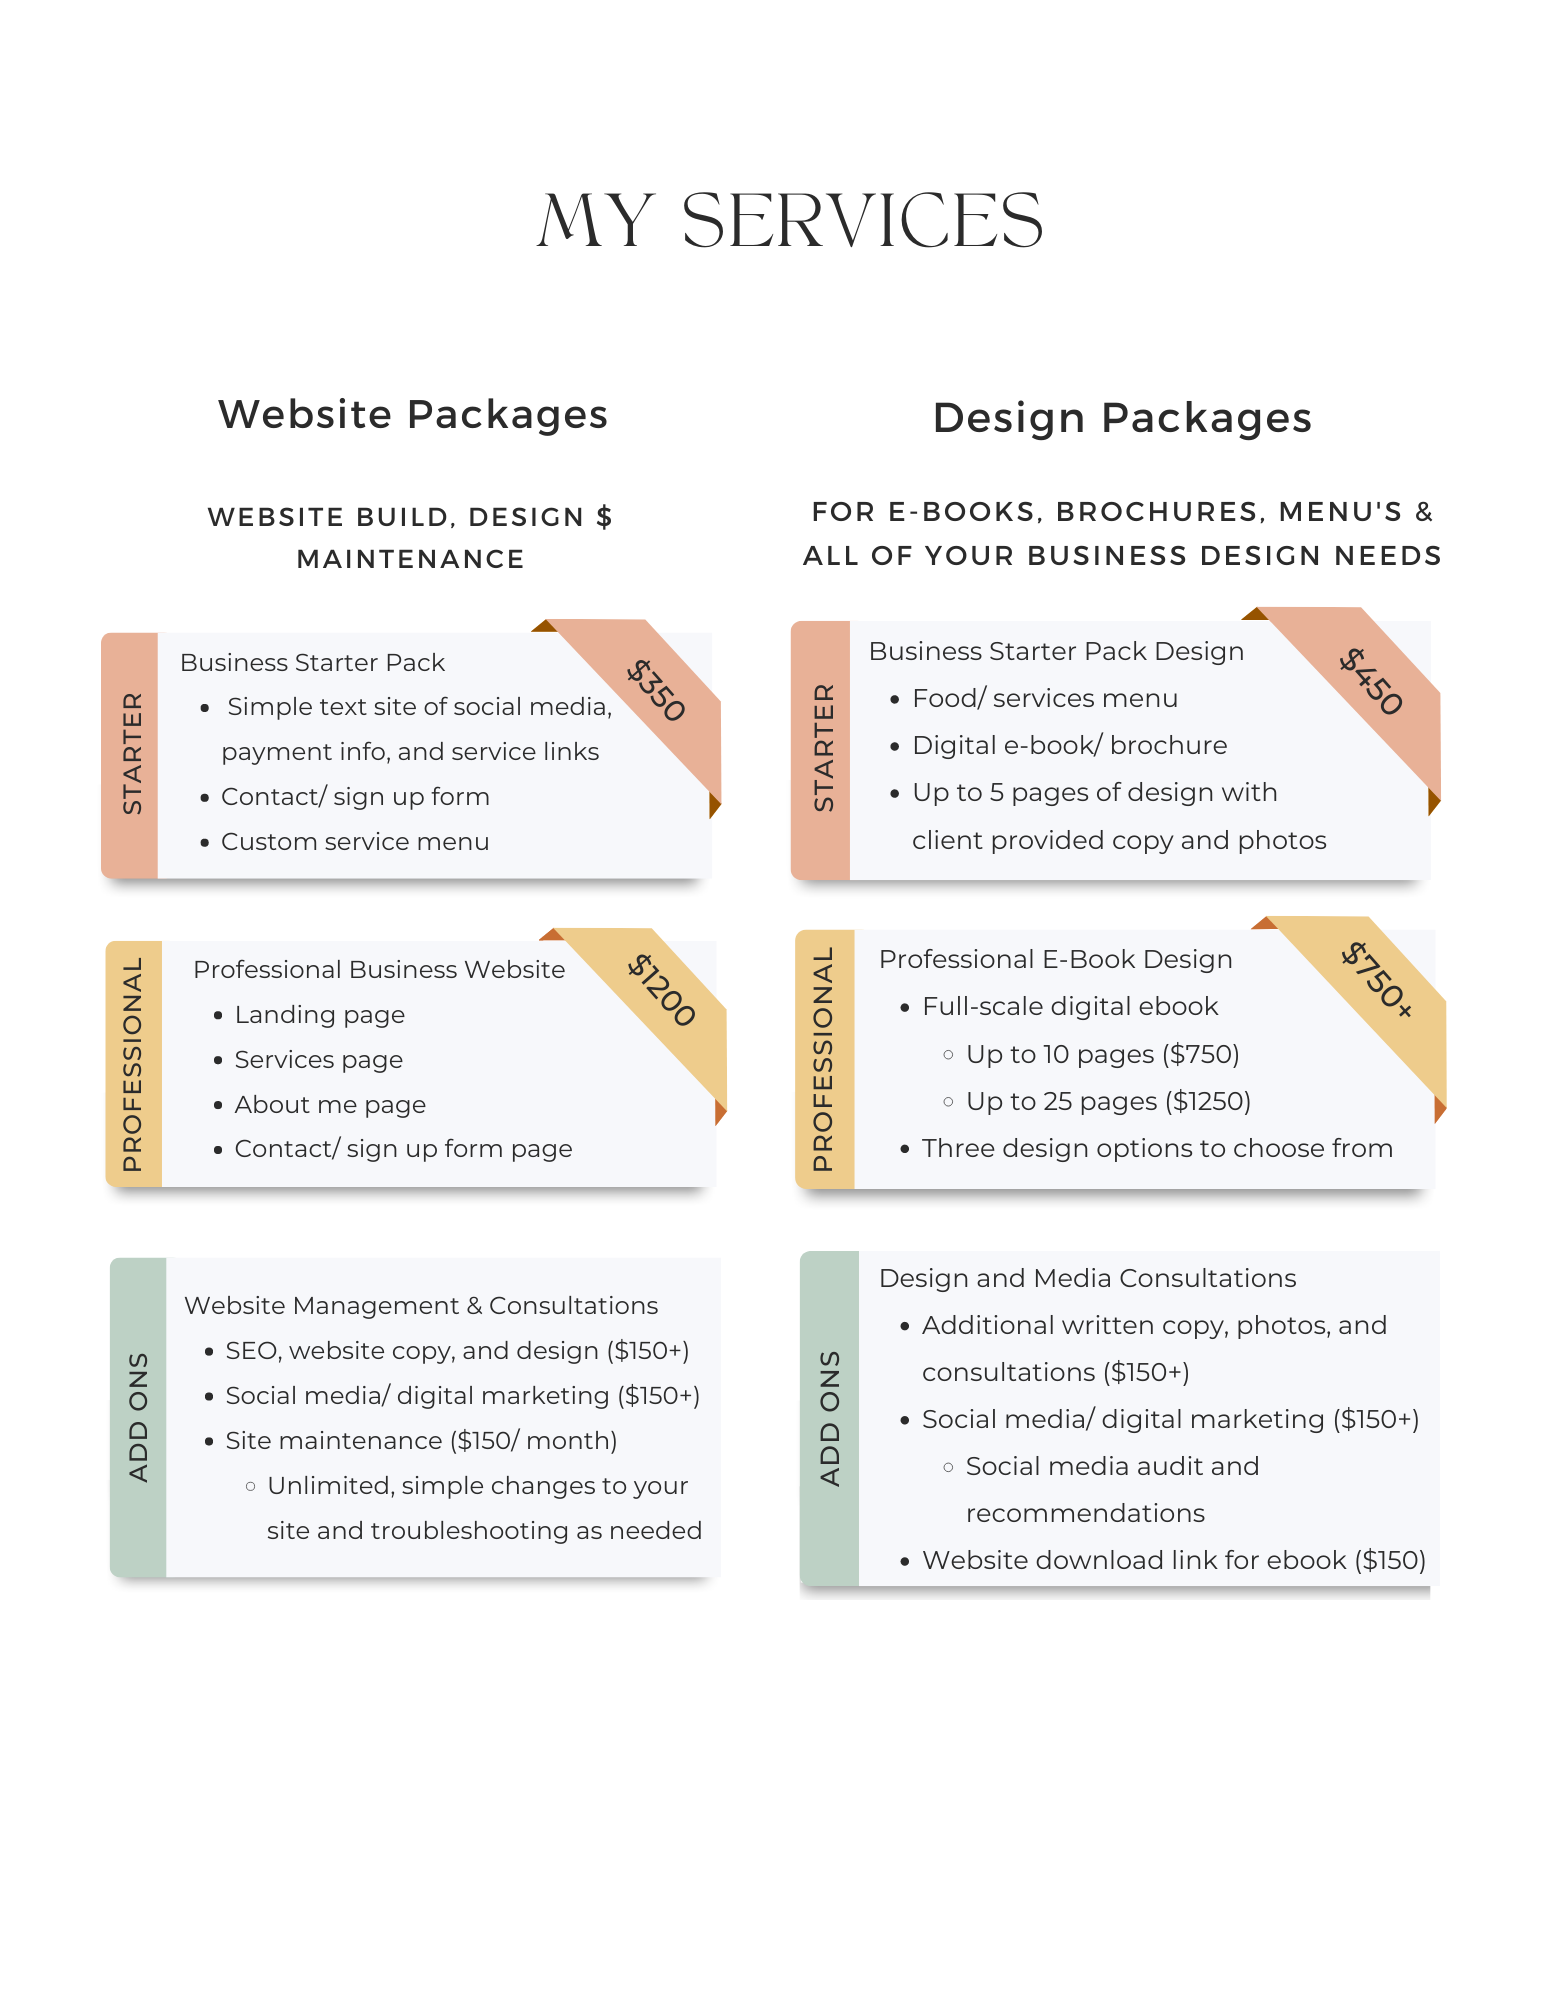 MY SERVICES
Website Packages
WEBSITE BUILD, DESIGN $
MAINTENANCE
STARTER
Business Starter Pack
• Simple text site of social media,
payment info, and service links
• Contact/ sign up form
• Custom service menu
$350
PROFESSIONAL
Professional Business Website
• Landing page
• Services page
• About me page
• Contact/ sign up form page
$1200
ADD ONS
Website Management & Consultations
• SEO, website copy, and design ($150+)
• Social media/ digital marketing ($150+)
• Site maintenance ($150/ month)
◦ Unlimited, simple changes to your
site and troubleshooting as needed
Design Packages
FOR E-BOOKS, BROCHURES, MENU'S &
ALL OF YOUR BUSINESS DESIGN NEEDS
STARTER
Business Starter Pack Design
• Food/ services menu
• Digital e-book/ brochure
• Up to 5 pages of design with
client provided copy and photos
$450
PROFESSIONAL
Professional E-Book Design
• Full-scale digital ebook
◦ Up to 10 pages ($750)
◦ Up to 25 pages ($1250)
• Three design options to choose from
$750+
ADD ONS
Design and Media Consultations
• Additional written copy, photos, and
consultations ($150+)
• Social media/ digital marketing ($150+)
◦ Social media audit and
recommendations
• Website download link for ebook ($150)